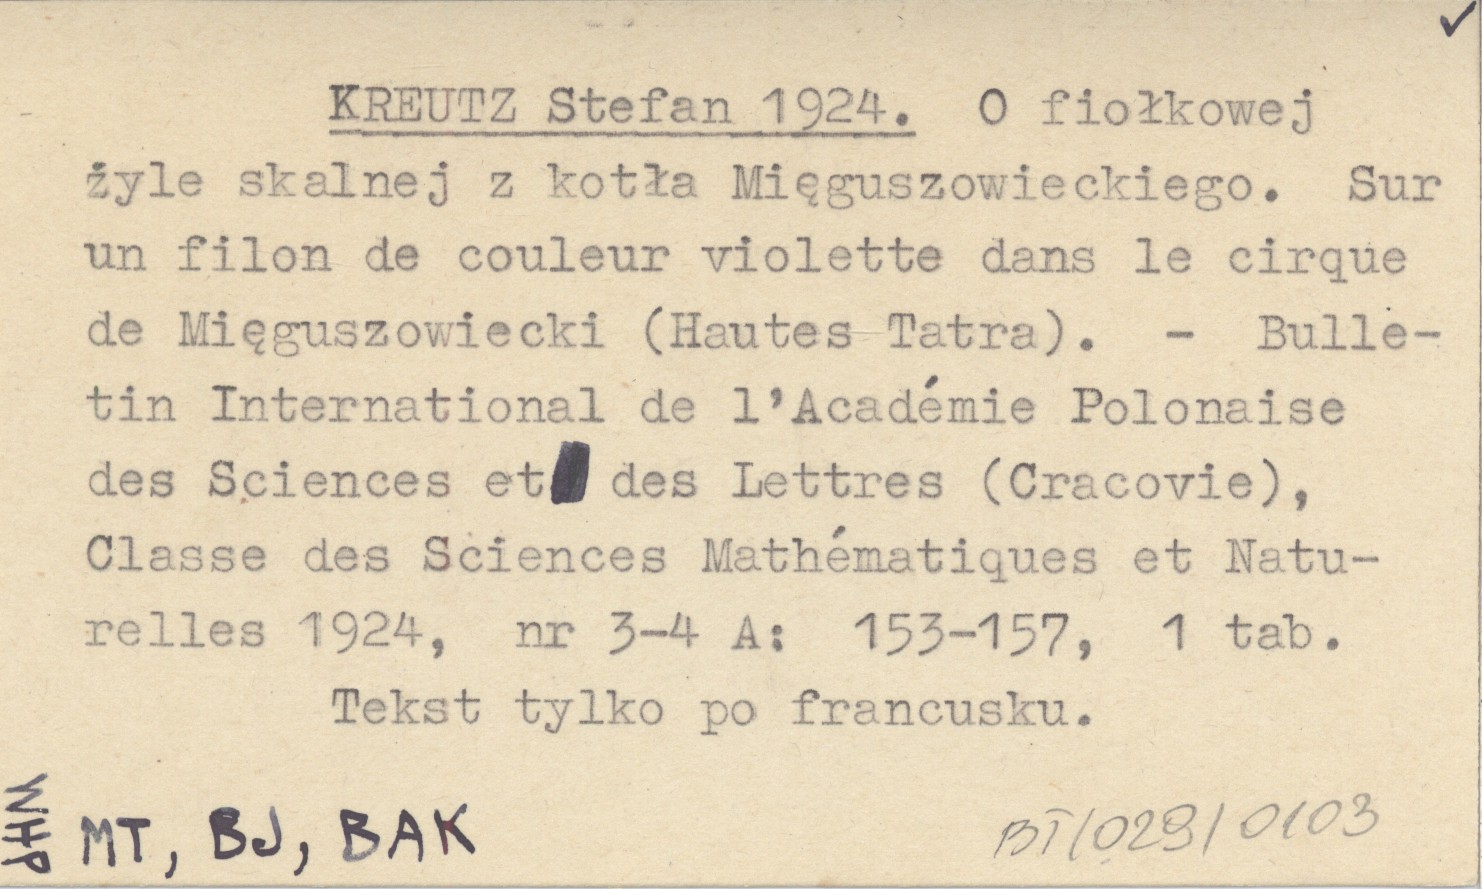 ✓
KREUTZ Stefan 1924. O fiołkowej
żyle skalnej z kotła Mięguszowieckiego. Sur
un filon de couleur violette dans le cirque
de Mięguszowiecki (Hautes Tatra). - Bulle-
tin International de l'Académie Polonaise
des Sciences et des Lettres (Cracovie),
Classe des Sciences Mathématiques et Natu-
relles 1924, nr 3-4 A: 153-157, 1 tab.
Tekst tylko po francusku.
WHP
MT, BJ, BAK
BT/029/0103